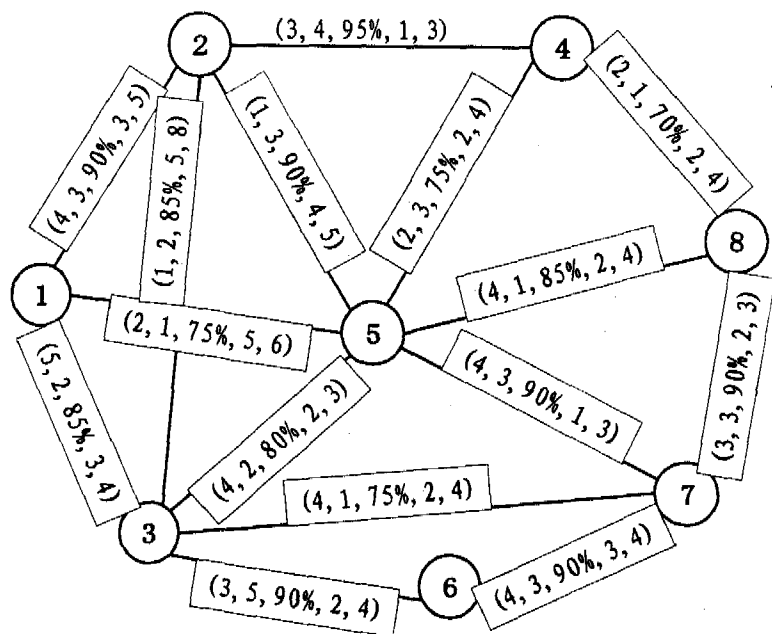 2
(3, 4, 95%, 1, 3)
4
(4, 3, 90%, 3, 5)
(1, 2, 85%, 5, 8)
(1, 3, 90%, 4, 5)
(2, 3, 75%, 2, 4)
(2, 1, 70%, 2, 4)
8
1
(2, 1, 75%, 5, 6)
5
(4, 1, 85%, 2, 4)
(5, 2, 85%, 3, 4)
(4, 2, 80%, 2, 3)
(4, 3, 90%, 1, 3)
(3, 3, 90%, 2, 3)
3
(4, 1, 75%, 2, 4)
7
(3, 5, 90%, 2, 4)
6
(4, 3, 90%, 3, 4)